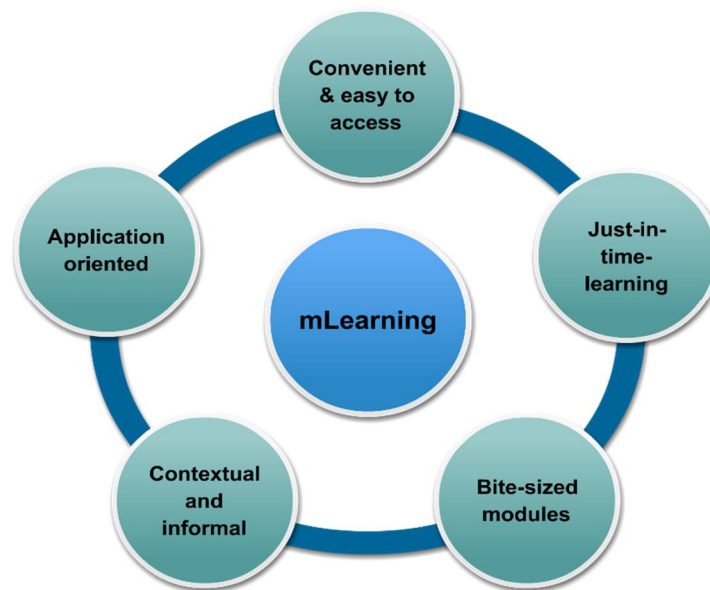 Convenient
& easy to
access
Just-in-
time-
learning
Bite-sized
modules
Contextual
and
informal
Application
oriented
mLearning